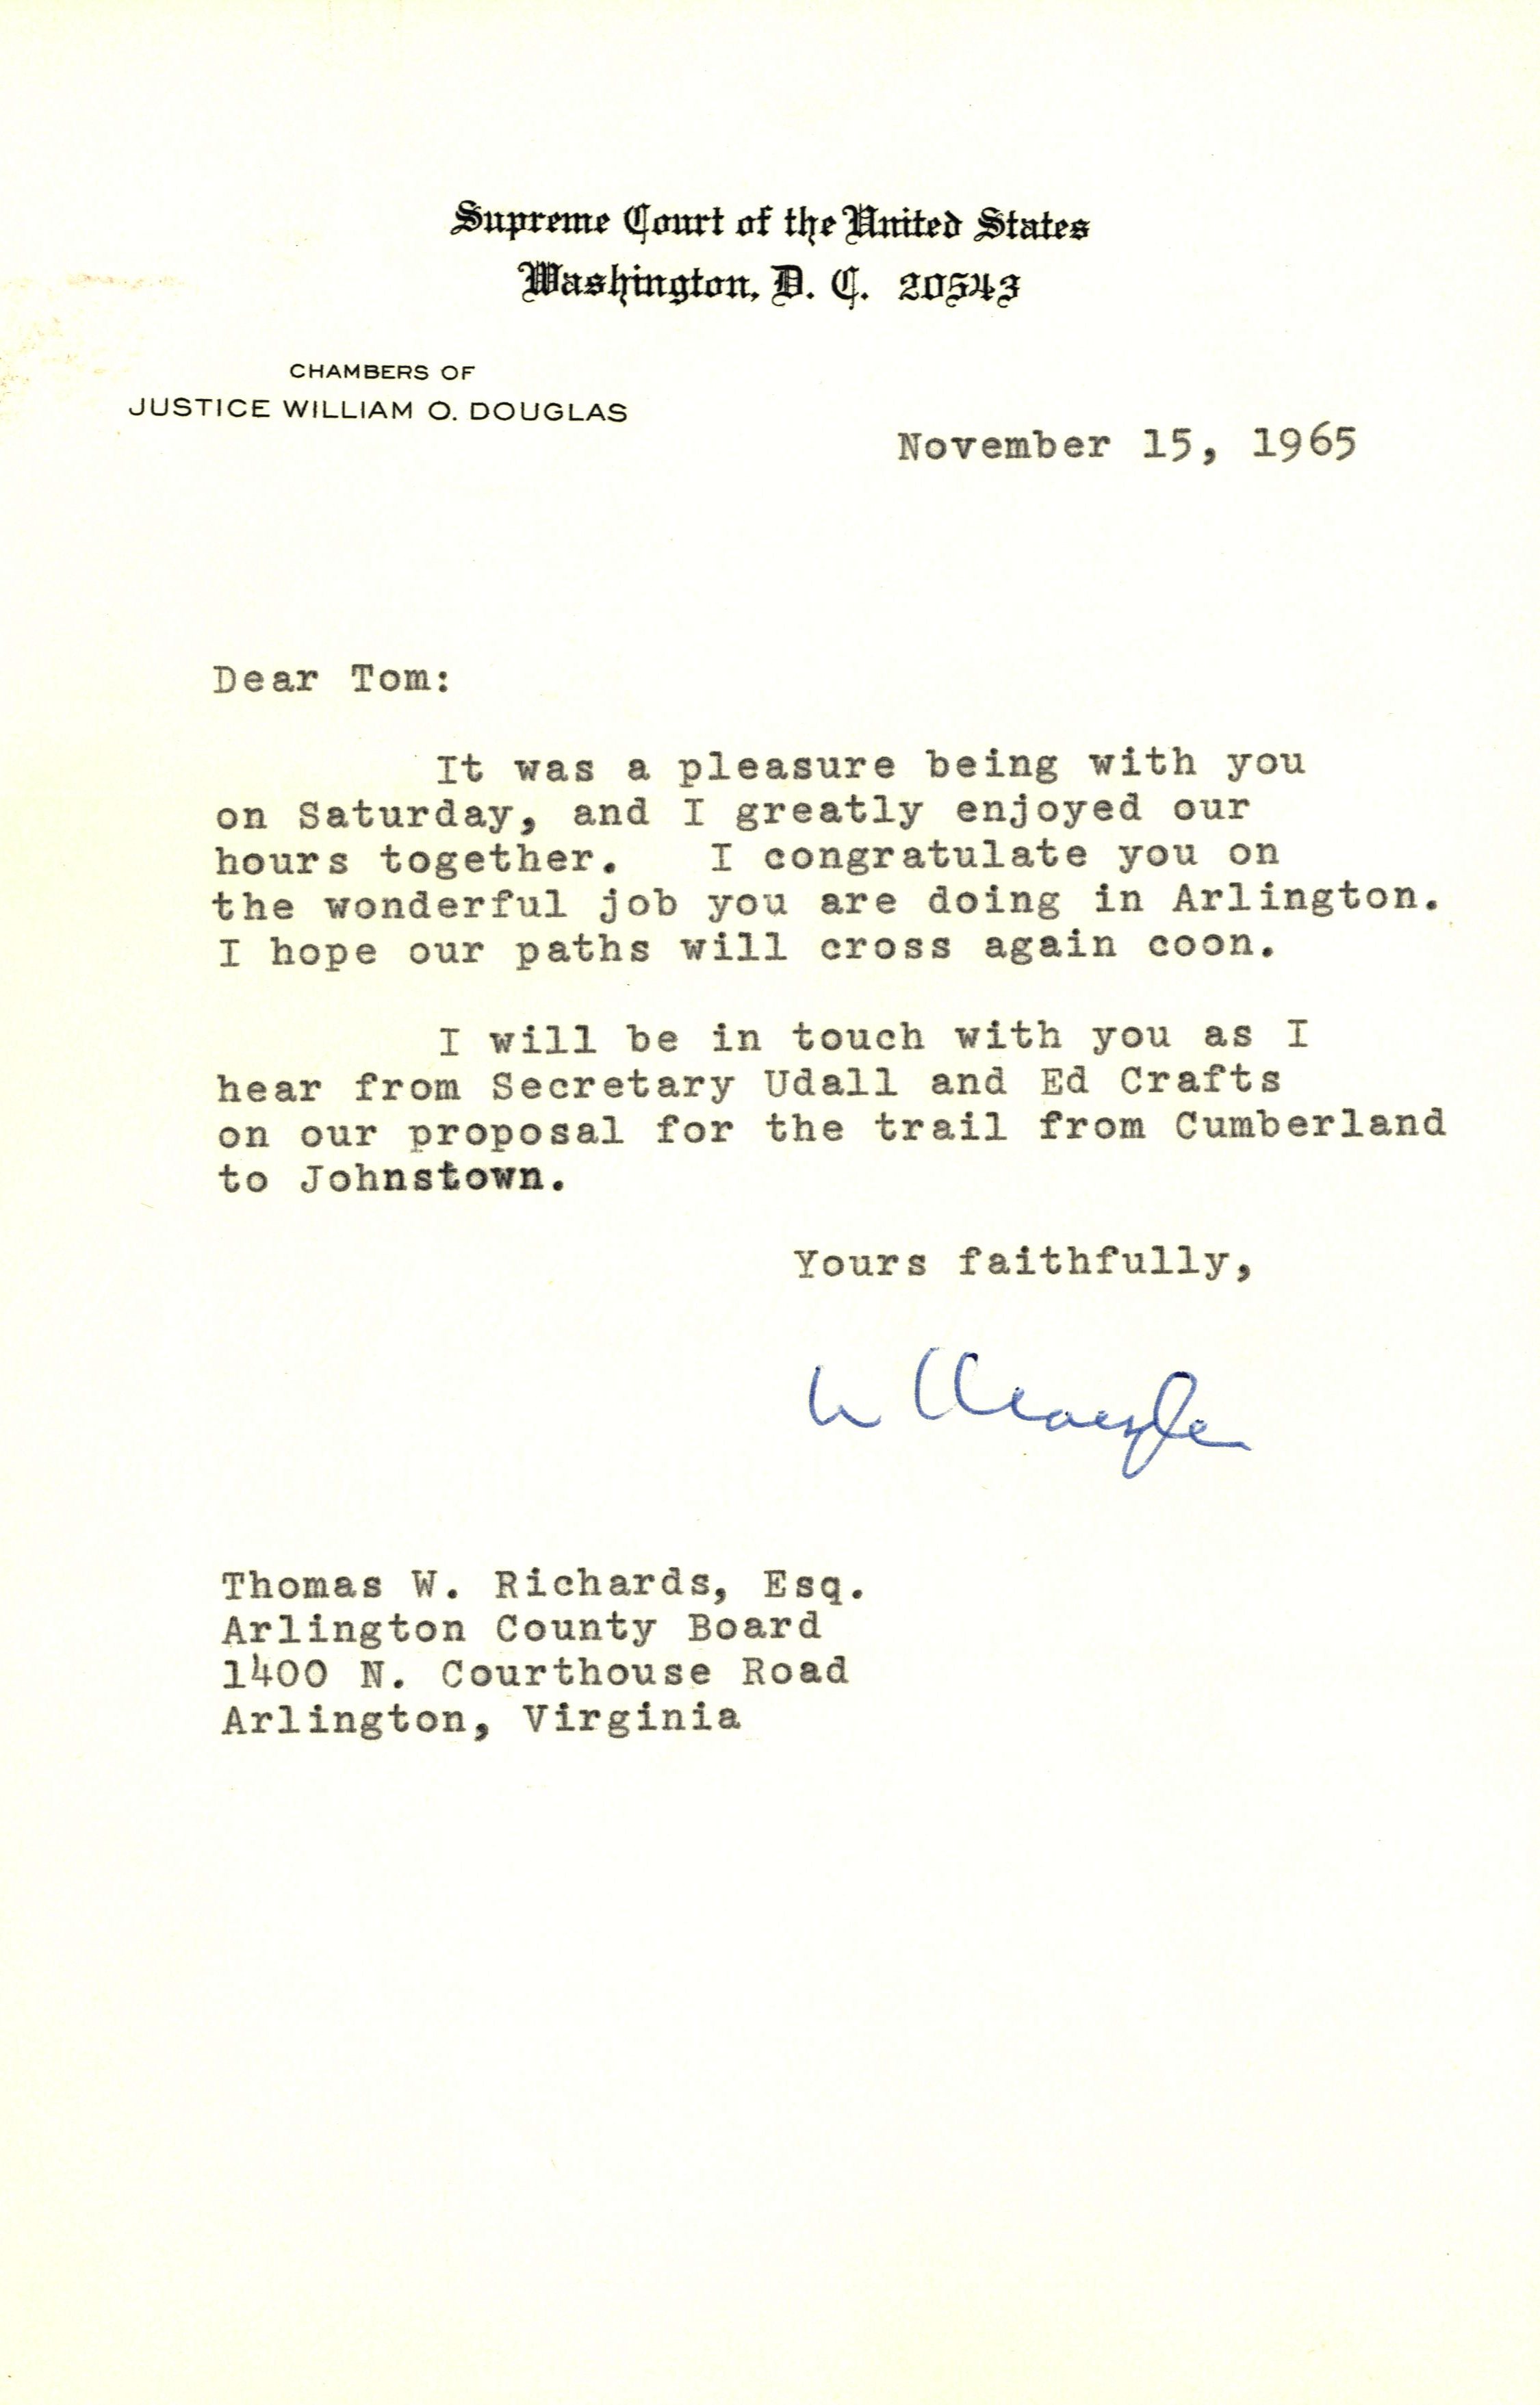 Supreme Court of the United States
Washington, D. C. 20543
CHAMBERS OF
JUSTICE WILLIAM O. DOUGLAS
November 15, 1965
Dear Tom:
It was a pleasure being with you
on Saturday, and I greatly enjoyed our
hours together. I congratulate you on
the wonderful job you are doing in Arlington.
I hope our paths will cross again coon.
I will be in touch with you as I
hear from Secretary Udall and Ed Crafts
on our proposal for the trail from Cumberland
to Johnstown.
Yours faithfully,
Thomas W. Richards, Esq.
Arlington County Board
1400 N. Courthouse Road
Arlington, Virginia